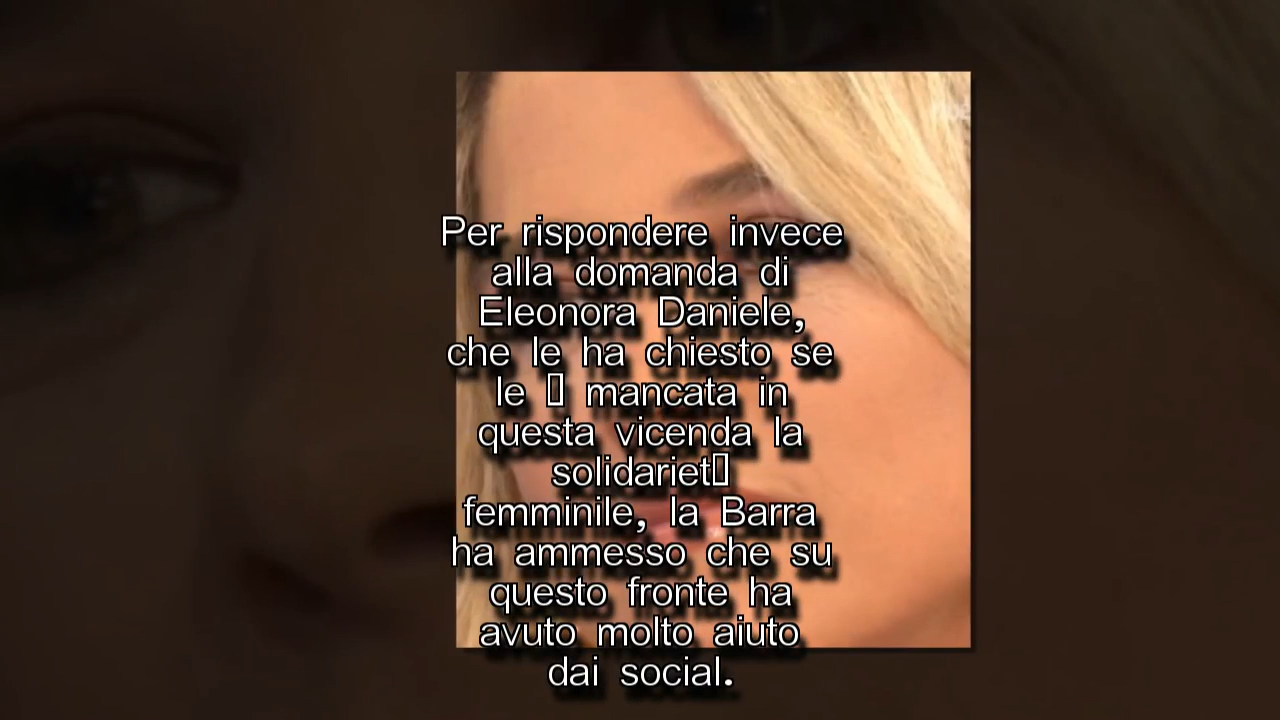 Per rispondere invece
alla domanda di
Eleonora Daniele,
che le ha chiesto se
le ▯ mancata in
questa vicenda la
solidariet▯
femminile, la Barra
ha ammesso che su
questo fronte ha
avuto molto aiuto
dai social.